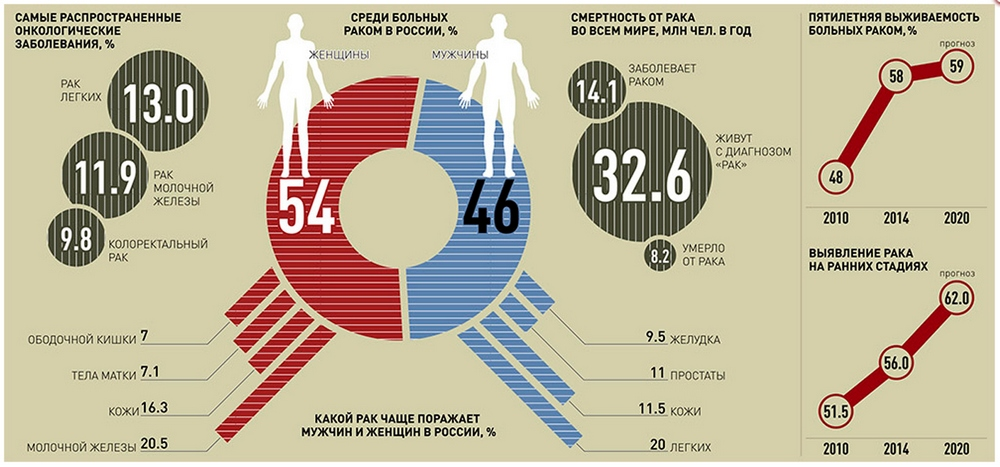 САМЫЕ РАСПРОСТРАНЕННЫЕ
ОНКОЛОГИЧЕСКИЕ
ЗАБОЛЕВАНИЯ, %
РАК
ЛЕГКИХ
13.0
11.9
РАК
МОЛОЧНОЙ
ЖЕЛЕЗЫ
9.8
КОЛОРЕКТАЛЬНЫЙ
РАК
СРЕДИ БОЛЬНЫХ
РАКОМ В РОССИИ, %
ЖЕНЩИНЫ
МУЖЧИНЫ
54
46
ОБОДОЧНОЙ КИШКИ 7
ТЕЛА МАТКИ 7.1
КОЖИ 16.3
МОЛОЧНОЙ ЖЕЛЕЗЫ 20.5
9.5 ЖЕЛУДКА
11 ПРОСТАТЫ
11.5 КОЖИ
20 ЛЕГКИХ
КАКОЙ РАК ЧАЩЕ ПОРАЖАЕТ
МУЖЧИН И ЖЕНЩИН В РОССИИ, %
СМЕРТНОСТЬ ОТ РАКА
ВО ВСЕМ МИРЕ, МЛН ЧЕЛ. В ГОД
14.1
ЗАБОЛЕВАЕТ
РАКОМ
32.6
ЖИВУТ
С ДИАГНОЗОМ
«РАК»
8.2
УМЕРЛО
ОТ РАКА
ПЯТИЛЕТНЯЯ ВЫЖИВАЕМОСТЬ
БОЛЬНЫХ РАКОМ, %
прогноз
48
58
59
2010 2014 2020
ВЫЯВЛЕНИЕ РАКА
НА РАННИХ СТАДИЯХ
прогноз
62.0
56.0
51.5
2010 2014 2020